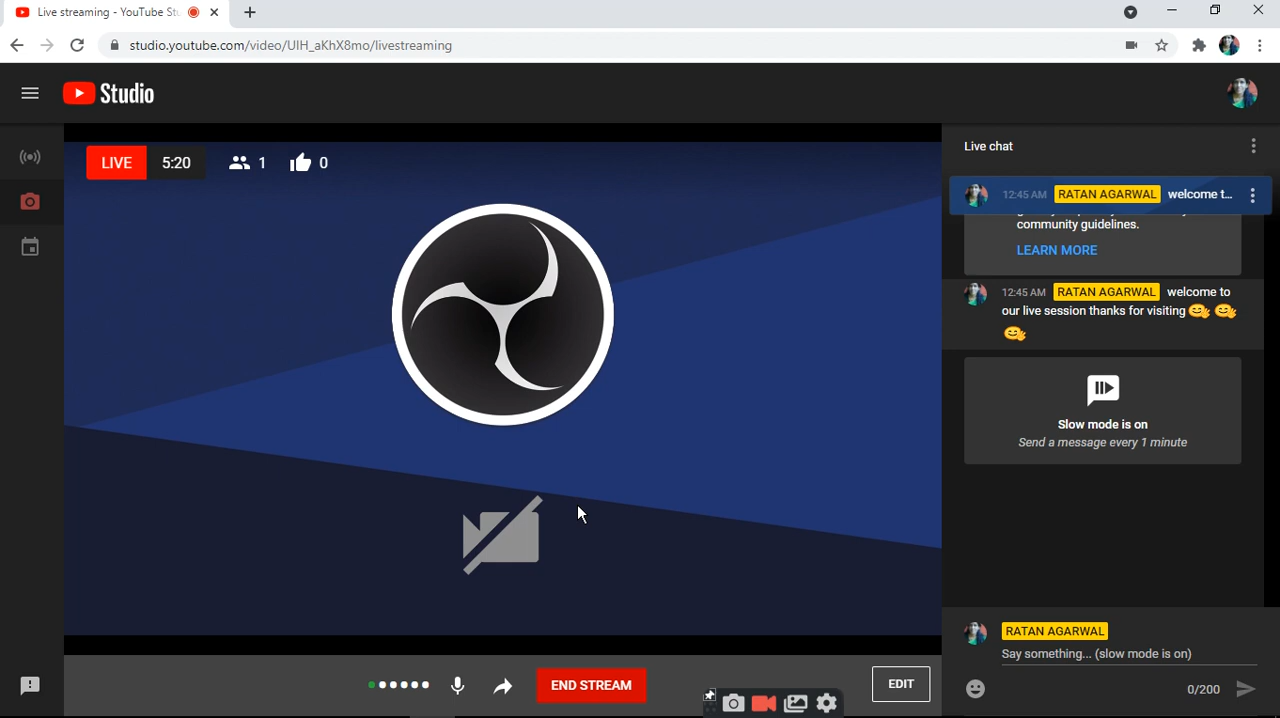 Live streaming - YouTube Stu
studio.youtube.com/video/UIH_aKhX8mo/livestreaming
Studio
LIVE 5:20 1 0
Live chat
12:45 AM RATAN AGARWAL welcome t...
community guidelines.
LEARN MORE
12:45 AM RATAN AGARWAL welcome to
our live session thanks for visiting
Slow mode is on
Send a message every 1 minute
RATAN AGARWAL
Say something... (slow mode is on)
0/200
END STREAM
EDIT